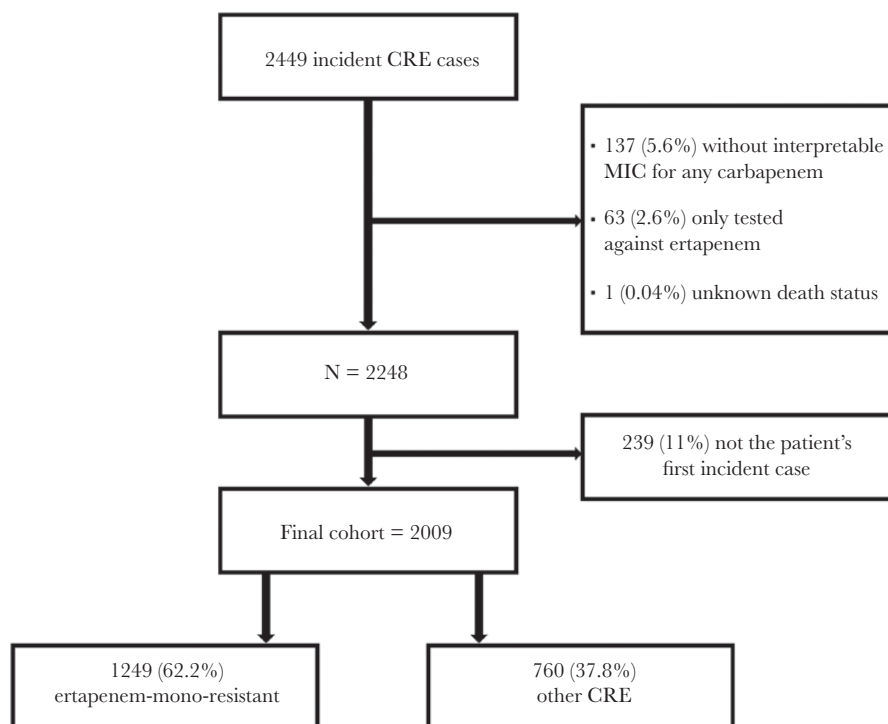 2449 incident CRE cases
▪ 137 (5.6%) without interpretable
MIC for any carbapenem
▪ 63 (2.6%) only tested
against ertapenem
▪ 1 (0.04%) unknown death status
N = 2248
239 (11%) not the patient’s
first incident case
Final cohort = 2009
1249 (62.2%)
ertapenem-mono-resistant
760 (37.8%)
other CRE